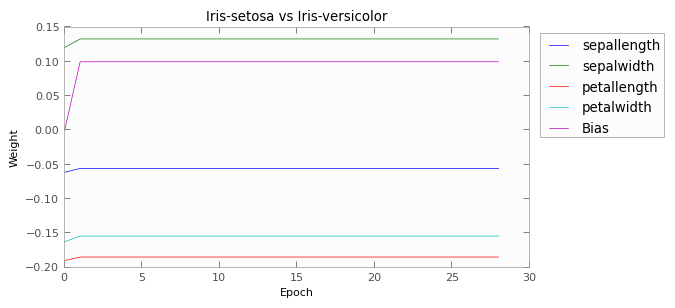 Iris-setosa vs Iris-versicolor
0.15
0.10
0.05
0.00
−0.05
−0.10
−0.15
−0.20
Weight
0 5 10 15 20 25 30
Epoch
sepallength
sepalwidth
petallength
petalwidth
Bias